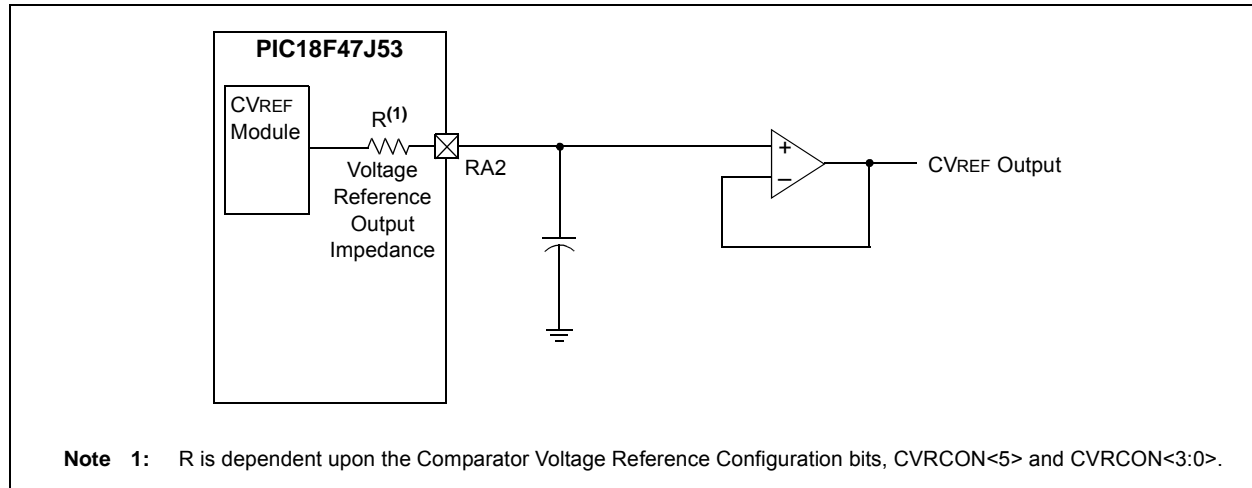 PIC18F47J53
CVREF
Module
R(1)
Voltage
Reference
Output
Impedance
RA2
+
–
CVREF Output
Note 1: R is dependent upon the Comparator Voltage Reference Configuration bits, CVRCON<5> and CVRCON<3:0>.